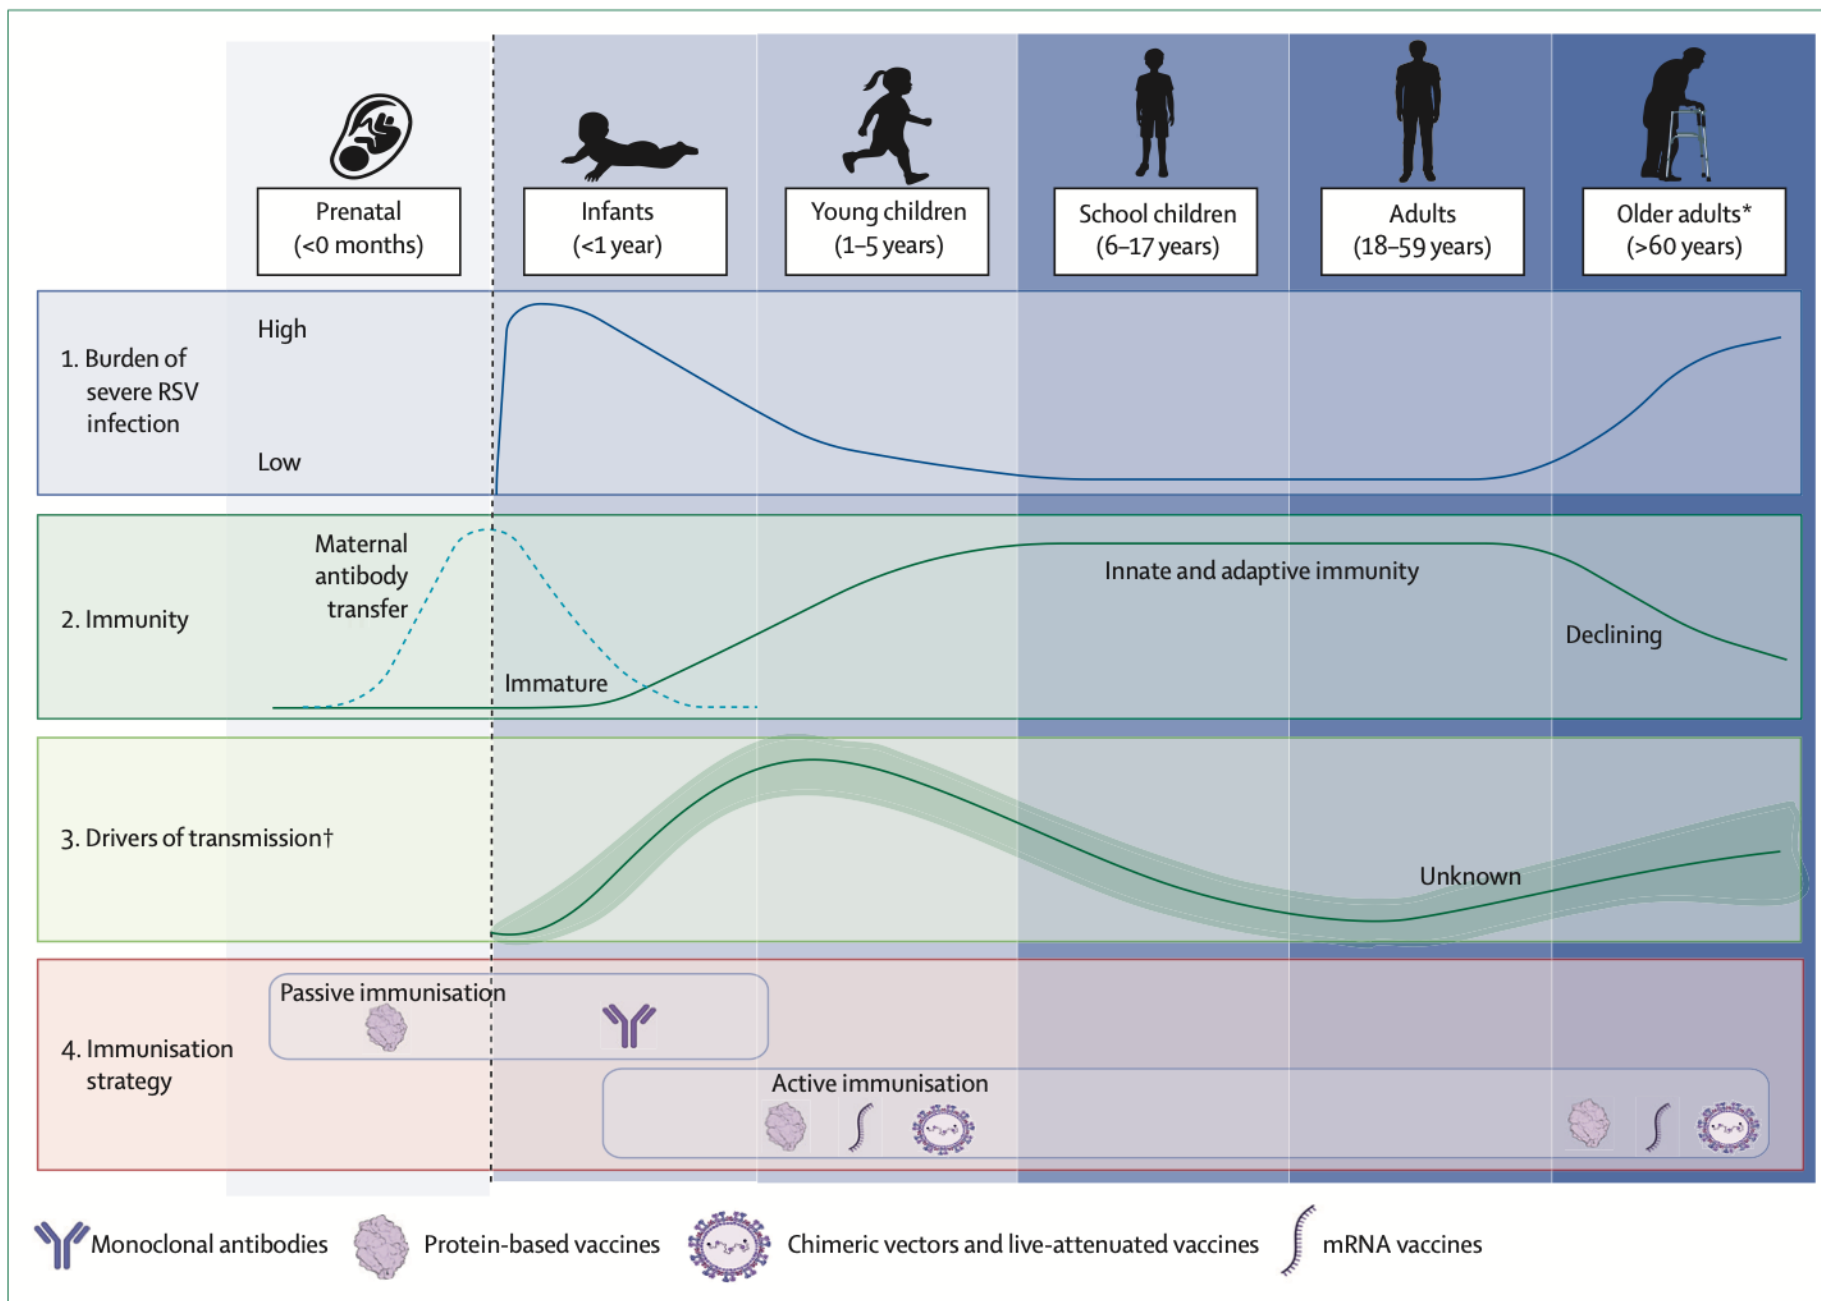 Prenatal
(<0 months)
Infants
(<1 year)
Young children
(1–5 years)
School children
(6–17 years)
Adults
(18–59 years)
Older adults*
(>60 years)
1. Burden of
severe RSV
infection
High
Low
2. Immunity
Maternal
antibody
transfer
Immature
Innate and adaptive immunity
Declining
3. Drivers of transmission†
Unknown
4. Immunisation
strategy
Passive immunisation
Active immunisation
Monoclonal antibodies
Protein-based vaccines
Chimeric vectors and live-attenuated vaccines
mRNA vaccines